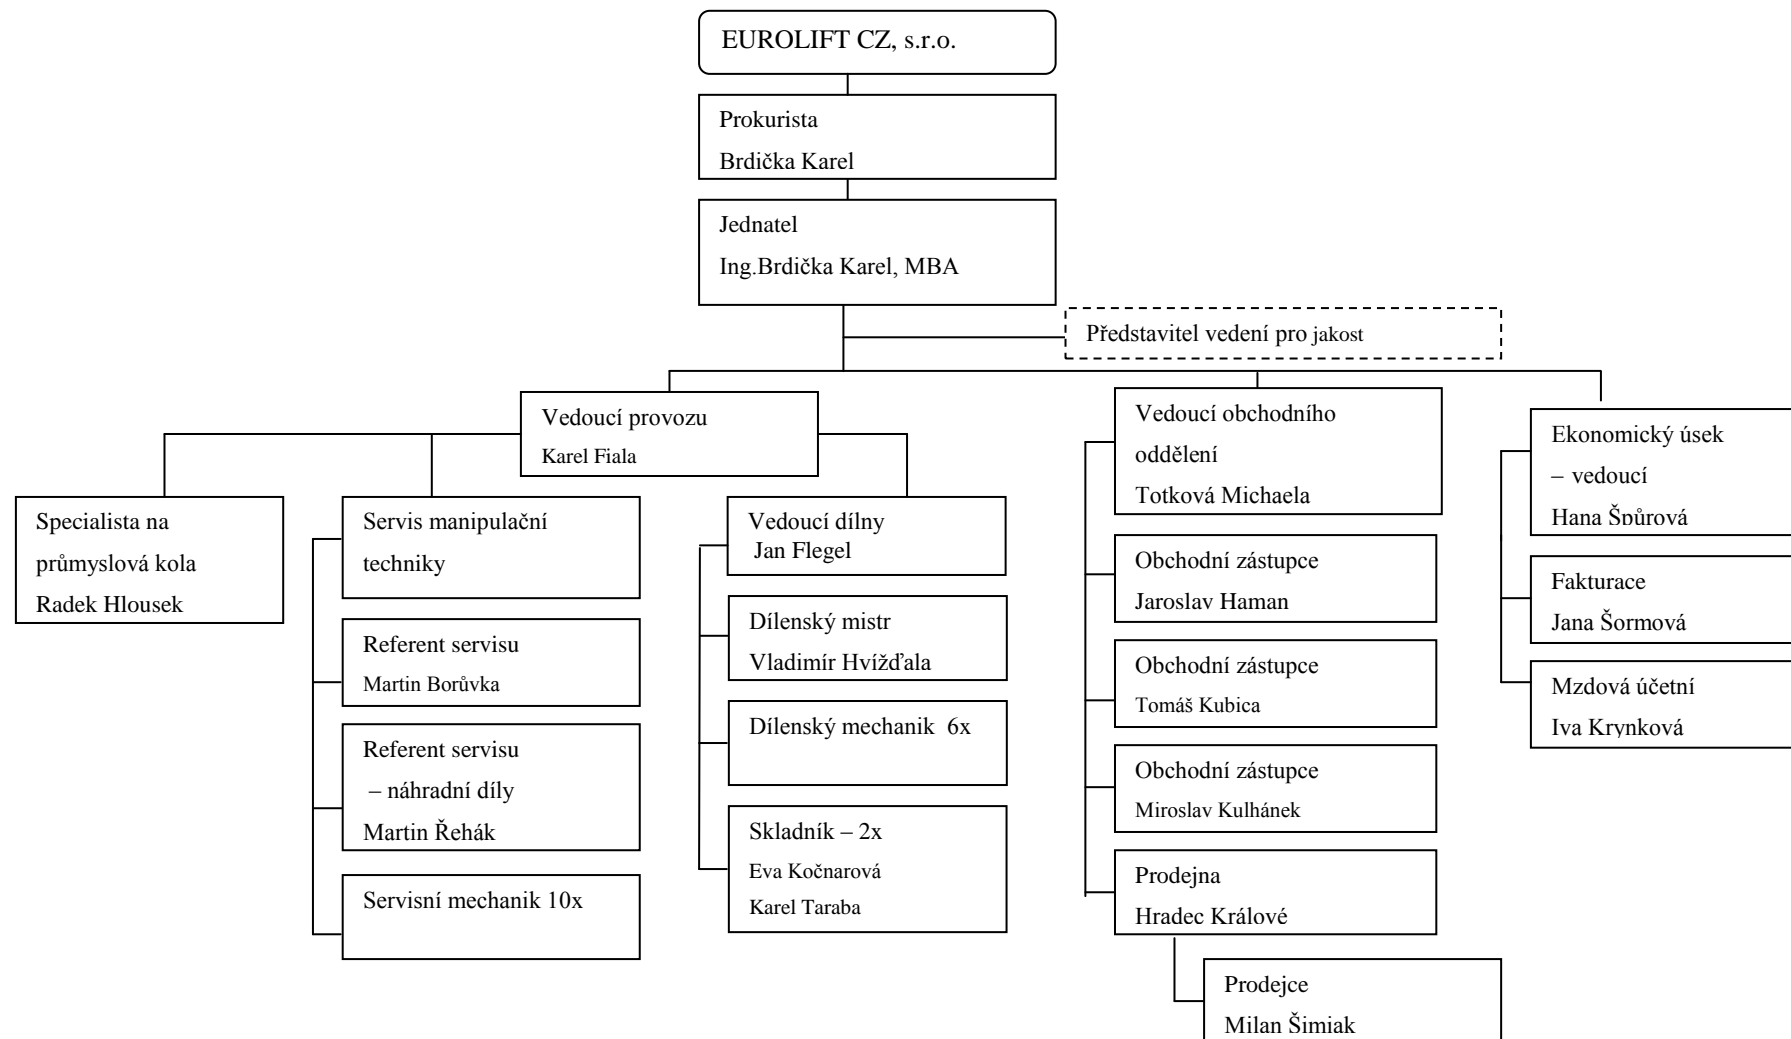 EUROLIFT CZ, s.r.o.
Prokurista
Brdička Karel
Jednatel
Ing.Brdička Karel, MBA
Představitel vedení pro jakost
Vedoucí provozu
Karel Fiala
Specialista na
průmyslová kola
Radek Hlousek
Servis manipulační
techniky
Referent servisu
Martin Borůvka
Referent servisu
– náhradní díly
Martin Řehák
Servisní mechanik 10x
Vedoucí dílny
Jan Flegel
Dílenský mistr
Vladimír Hvížďala
Dílenský mechanik 6x
Skladník – 2x
Eva Kočnarová
Karel Taraba
Vedoucí obchodního
oddělení
Totková Michaela
Obchodní zástupce
Jaroslav Haman
Obchodní zástupce
Tomáš Kubica
Obchodní zástupce
Miroslav Kulhánek
Prodejna
Hradec Králové
Prodejce
Milan Šimiak
Ekonomický úsek
– vedoucí
Hana Špůrová
Fakturace
Jana Šormová
Mzdová účetní
Iva Krynková